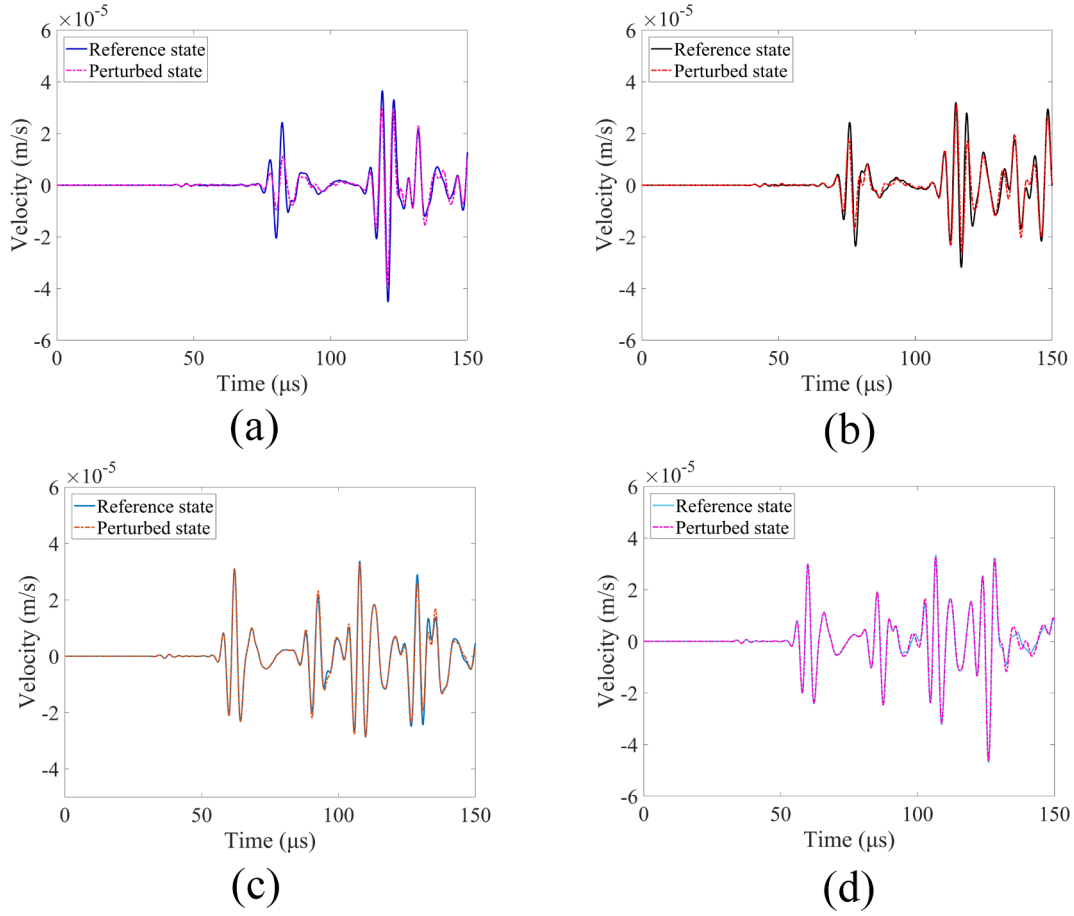 ×10-5
6
4
2
0
-2
-4
-6
Velocity (m/s)
Reference state
Perturbed state
0
50
100
150
Time (μs)
(a)
×10-5
6
4
2
0
-2
-4
-6
Velocity (m/s)
Reference state
Perturbed state
0
50
100
150
Time (μs)
(b)
×10-5
6
4
2
0
-2
-4
Velocity (m/s)
Reference state
Perturbed state
0
50
100
150
Time (μs)
(c)
×10-5
6
4
2
0
-2
-4
-6
Velocity (m/s)
Reference state
Perturbed state
0
50
100
150
Time (μs)
(d)